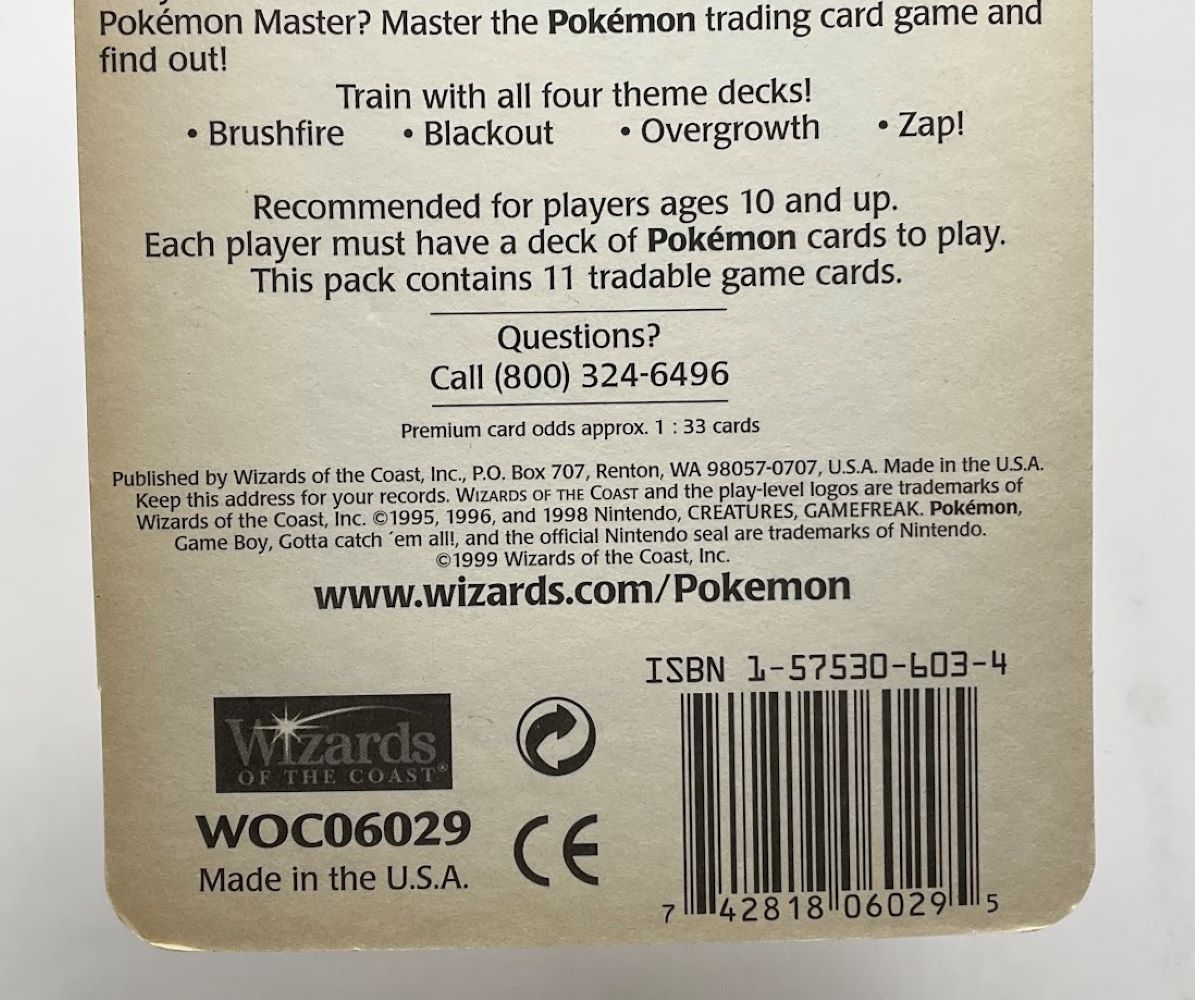 Pokémon Master? Master the Pokémon trading card game and
find out!
Train with all four theme decks!
• Brushfire • Blackout • Overgrowth • Zap!
Recommended for players ages 10 and up.
Each player must have a deck of Pokémon cards to play.
This pack contains 11 tradable game cards.
Questions?
Call (800) 324-6496
Premium card odds approx. 1 : 33 cards
Published by Wizards of the Coast, Inc., P.O. Box 707, Renton, WA 98057-0707, U.S.A. Made in the U.S.A.
Keep this address for your records. WIZARDS OF THE COAST and the play-level logos are trademarks of
Wizards of the Coast, Inc. ©1995, 1996, and 1998 Nintendo, CREATURES, GAMEFREAK. Pokémon,
Game Boy, Gotta catch ´em all!, and the official Nintendo seal are trademarks of Nintendo.
©1999 Wizards of the Coast, Inc.
www.wizards.com/Pokemon
ISBN 1-57530-603-4
Wizards
OF THE COAST®
WOC06029
Made in the U.S.A.
CE
7 42818 06029 5